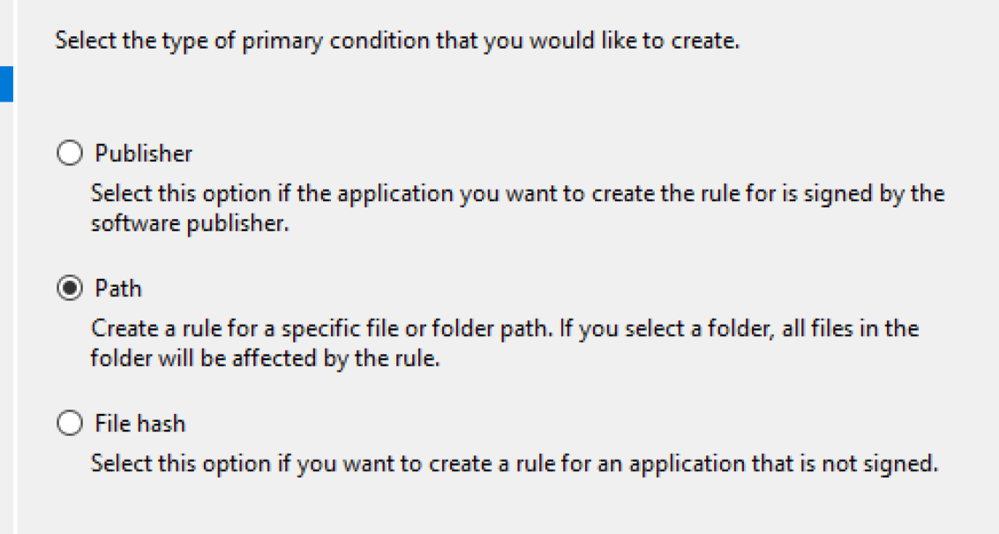 Select the type of primary condition that you would like to create.
Publisher
Select this option if the application you want to create the rule for is signed by the
software publisher.
Path
Create a rule for a specific file or folder path. If you select a folder, all files in the
folder will be affected by the rule.
File hash
Select this option if you want to create a rule for an application that is not signed.